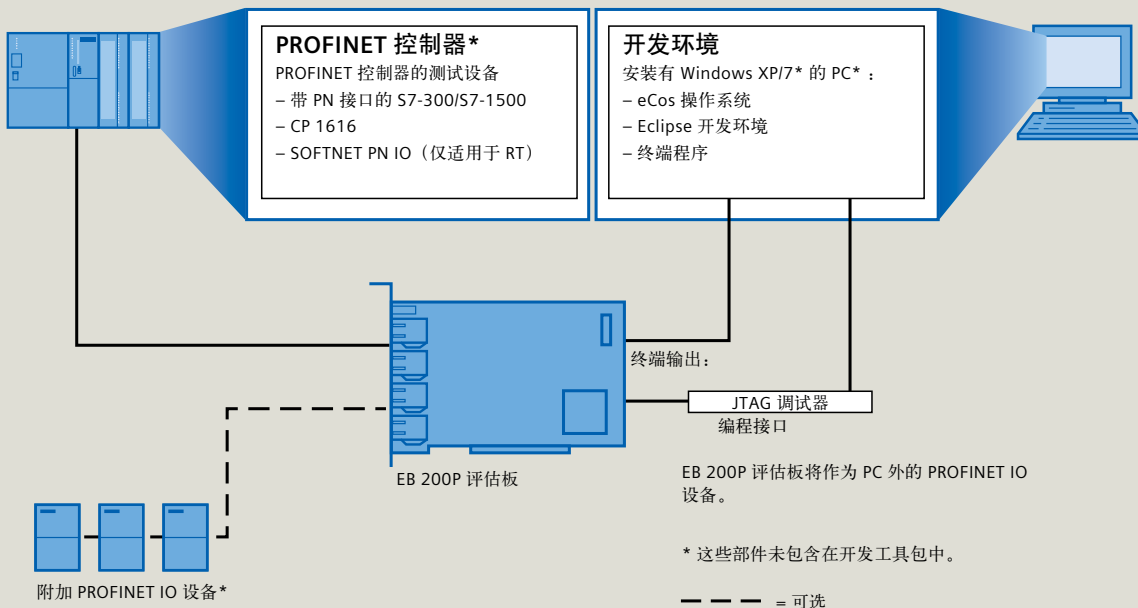 PROFINET 控制器*
PROFINET 控制器的测试设备
– 带 PN 接口的 S7-300/S7-1500
– CP 1616
– SOFTNET PN IO（仅适用于 RT）
开发环境
安装有 Windows XP/7* 的 PC* ：
– eCos 操作系统
– Eclipse 开发环境
– 终端程序
终端输出：
JTAG 调试器
编程接口
EB 200P 评估板
EB 200P 评估板将作为 PC 外的 PROFINET IO
设备。
* 这些部件未包含在开发工具包中。
附加 PROFINET IO 设备*
= 可选